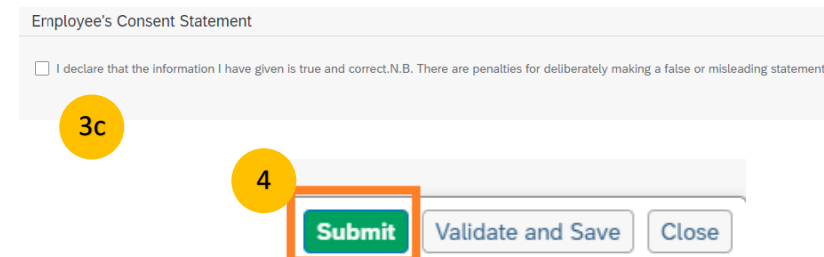 Employee's Consent Statement
I declare that the information I have given is true and correct.N.B. There are penalties for deliberately making a false or misleading statement
3c
4
Submit Validate and Save Close